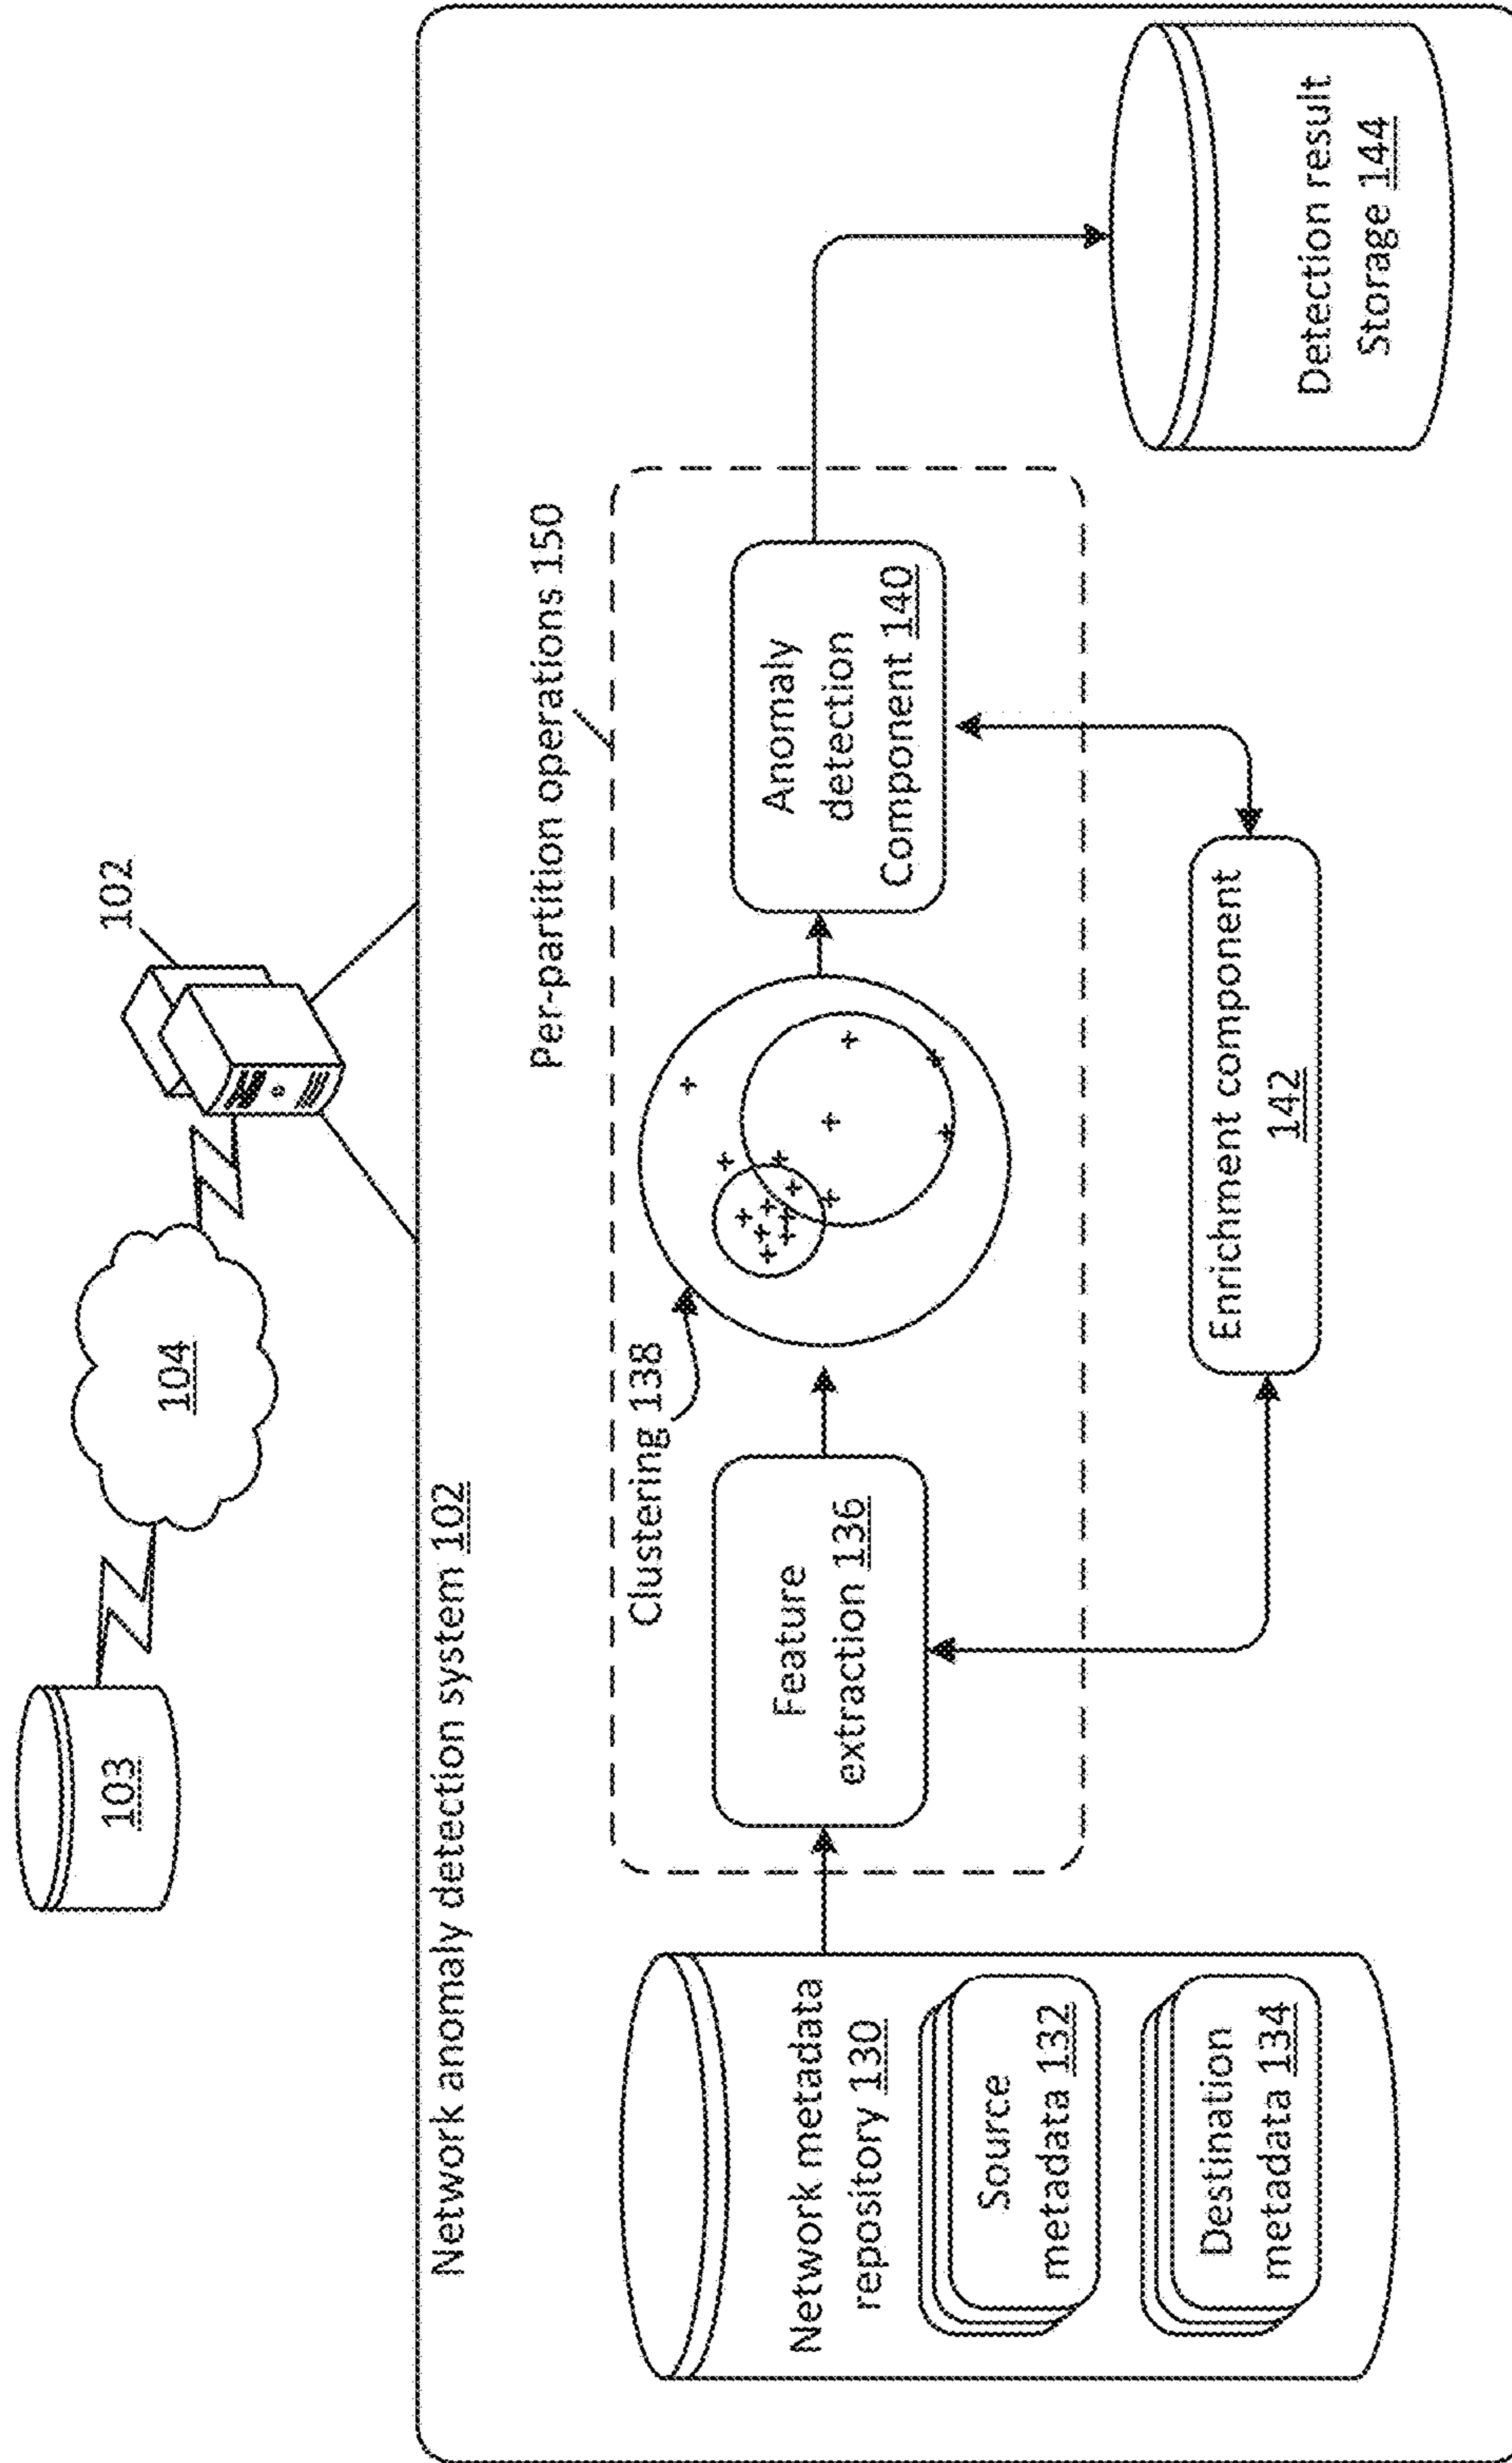 103
104
102
Network anomaly detection system 102
Per-partition operations 150
Clustering 138
Network metadata
repository 130
Source
metadata 132
Destination
metadata 134
Feature
extraction 136
Anomaly
detection
Component 140
Enrichment component
142
Detection result
Storage 144